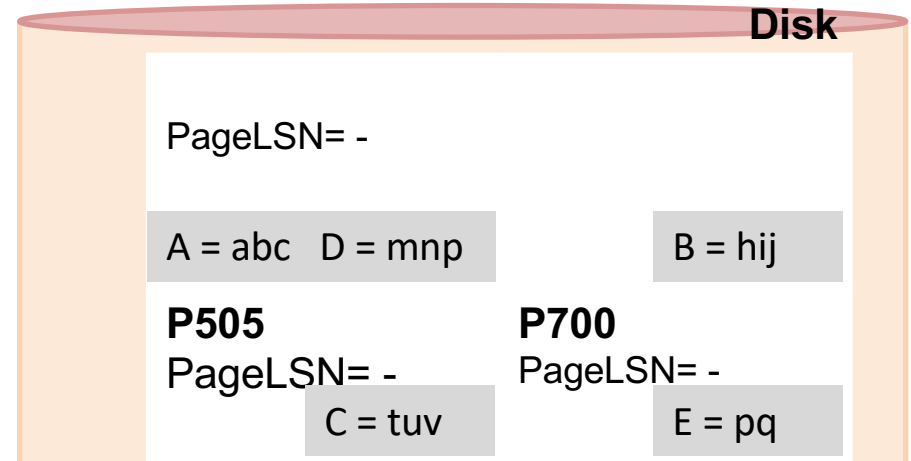 Disk
PageLSN= -
A = abc D = mnp B = hij
P505 P700
PageLSN= - PageLSN= -
C = tuv E = pq